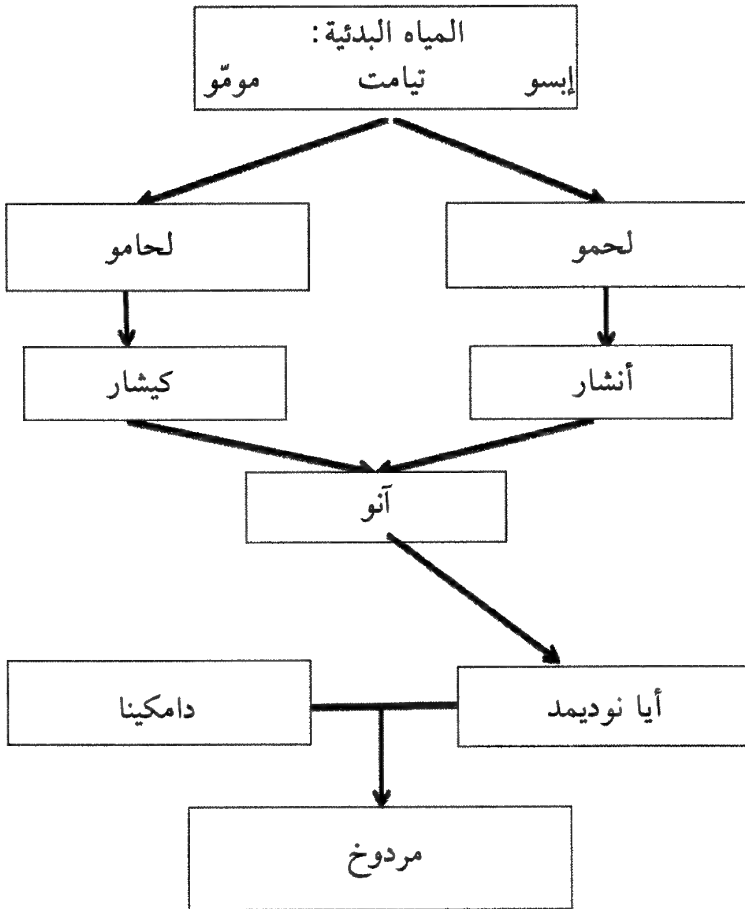 المياه البدئية:
إبسو تيامت مومّو
لحمو لحامو
أنشار كيشار
آنو
أيا نوديمد دامكينا
مردوخ